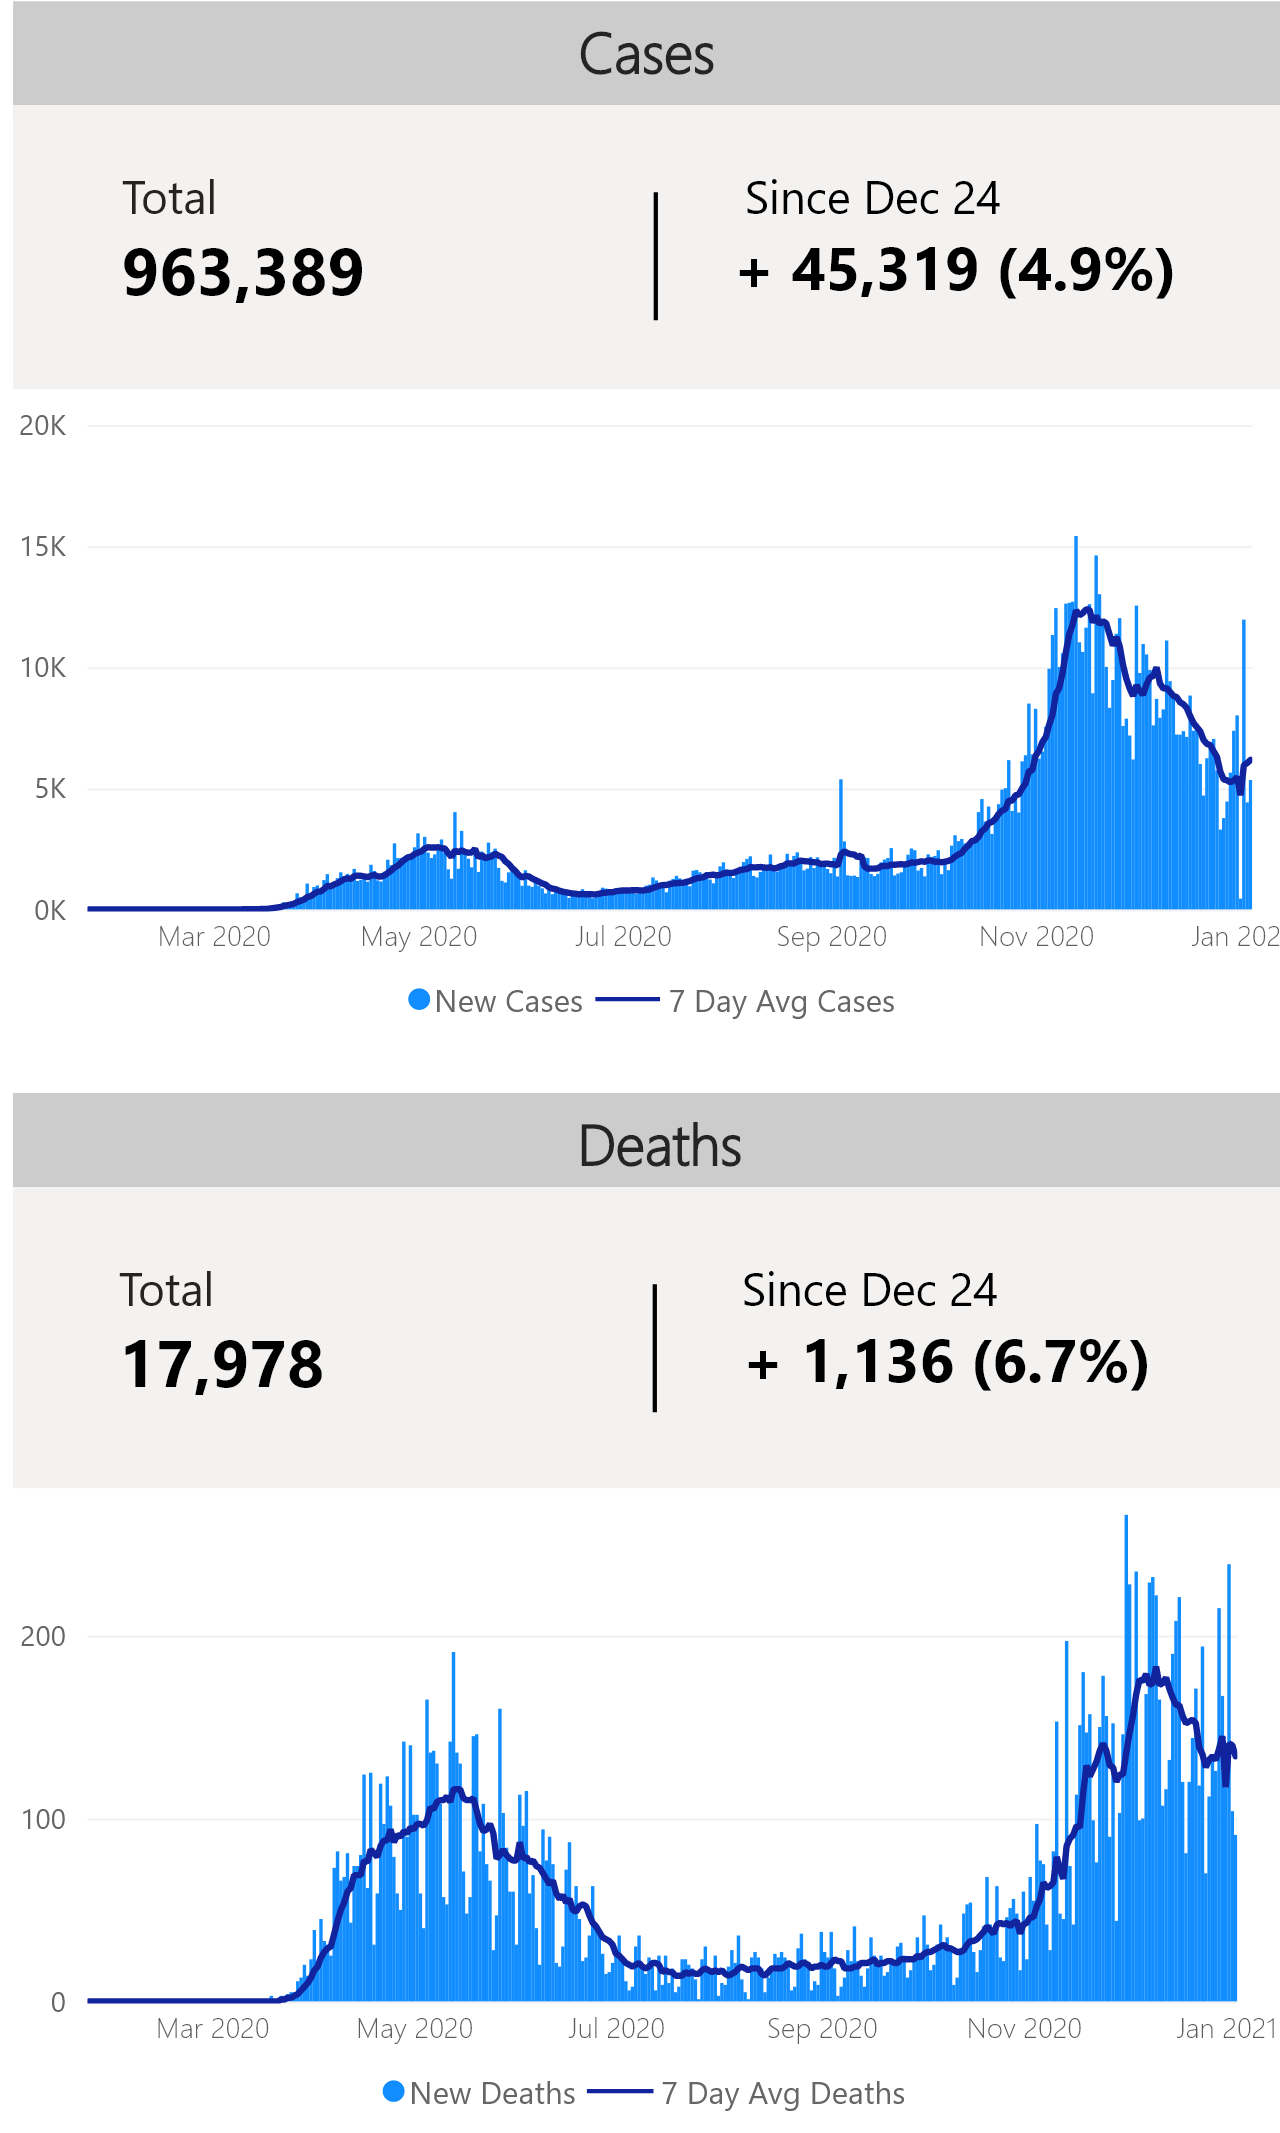 Cases
Total
Since Dec 24
963,389
+ 45,319 (4.9%)
20K
15K
10K
5K
0K
Mar 2020
May 2020
Jul 2020
Sep 2020
Nov 2020
Jan 202
New Cases
7 Day Avg Cases
Deaths
Total
Since Dec 24
17,978
+ 1,136 (6.7%)
200
100
0
Mar 2020
May 2020
Jul 2020
Sep 2020
Nov 2020
Jan 2021
New Deaths
7 Day Avg Deaths